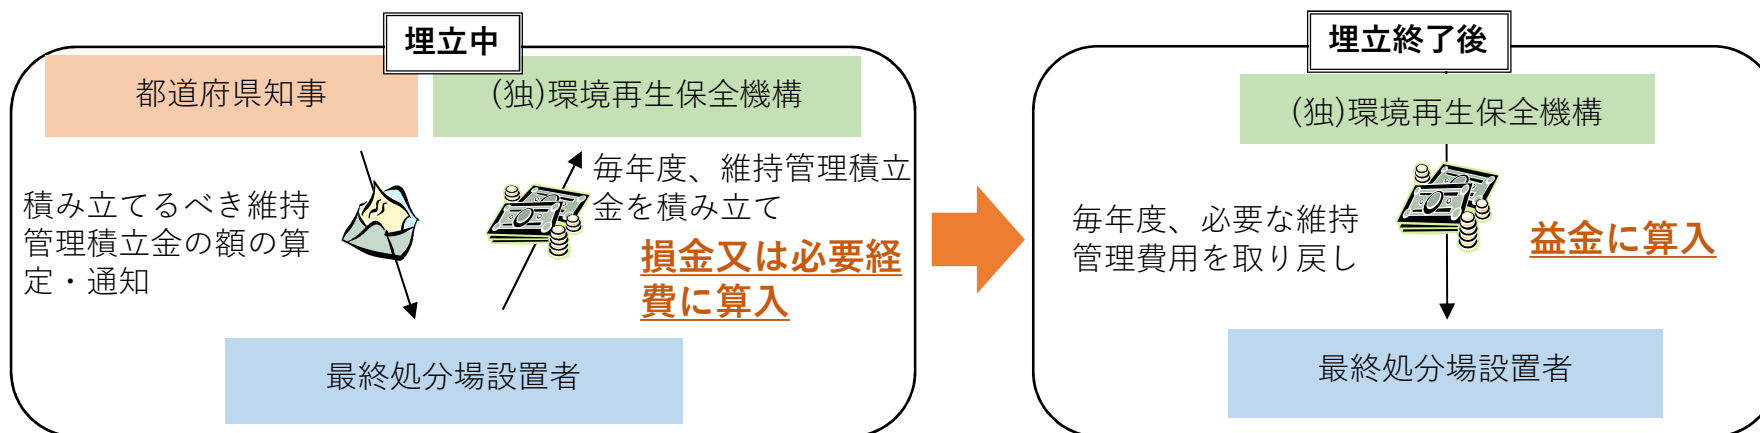 埋立中
都道府県知事
(独)環境再生保全機構
積み立てるべき維持
管理積立金の額の算
定・通知
毎年度、維持管理積立
金を積み立て
損金又は必要経
費に算入
最終処分場設置者
埋立終了後
(独)環境再生保全機構
毎年度、必要な維持
管理費用を取り戻し
益金に算入
最終処分場設置者